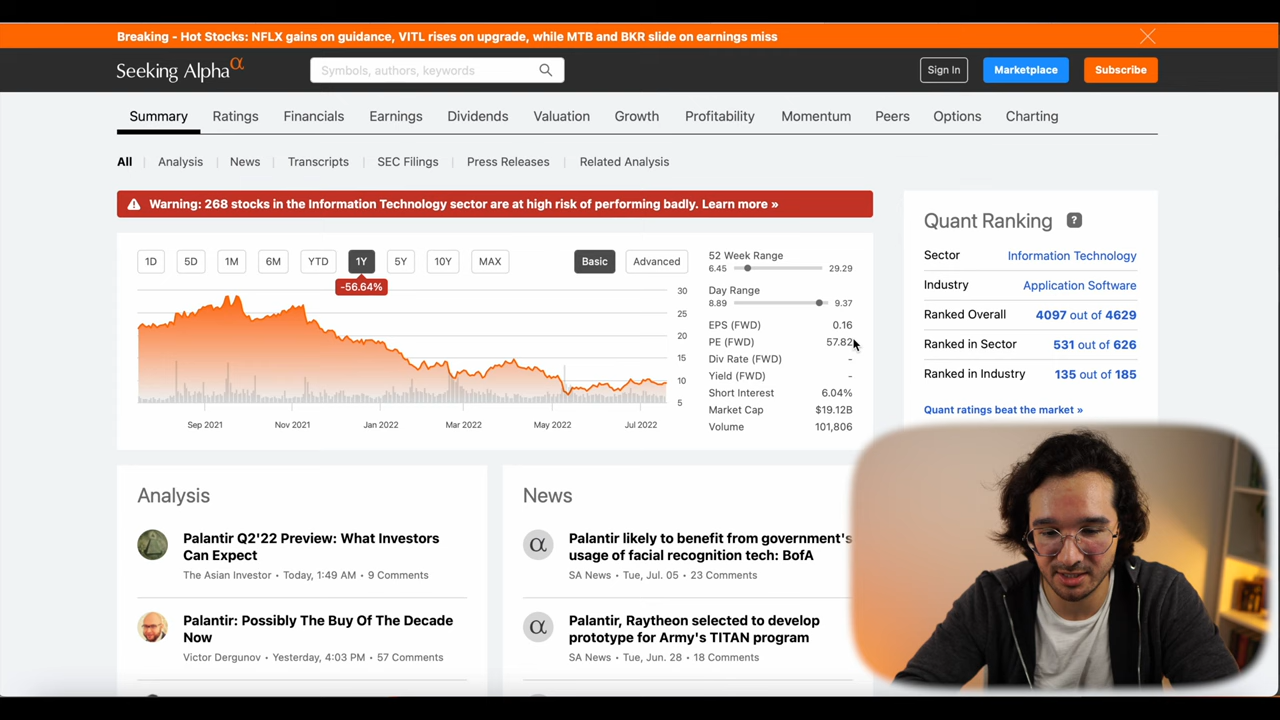 Breaking - Hot Stocks: NFLX gains on guidance, VITL rises on upgrade, while MTB and BKR slide on earnings miss
Seeking Alpha α
Symbols, authors, keywords
Sign In
Marketplace
Subscribe
Summary
Ratings
Financials
Earnings
Dividends
Valuation
Growth
Profitability
Momentum
Peers
Options
Charting
All
Analysis
News
Transcripts
SEC Filings
Press Releases
Related Analysis
Warning: 268 stocks in the Information Technology sector are at high risk of performing badly. Learn more »
1D
5D
1M
6M
YTD
1Y
5Y
10Y
MAX
Basic
Advanced
-56.64%
30
25
20
15
10
5
Sep 2021
Nov 2021
Jan 2022
Mar 2022
May 2022
Jul 2022
52 Week Range
6.45 29.29
Day Range
8.89 9.37
EPS (FWD) 0.16
PE (FWD) 57.82
Div Rate (FWD) -
Yield (FWD) -
Short Interest 6.04%
Market Cap $19.12B
Volume 101,806
Quant Ranking ?
Sector Information Technology
Industry Application Software
Ranked Overall 4097 out of 4629
Ranked in Sector 531 out of 626
Ranked in Industry 135 out of 185
Quant ratings beat the market »
Analysis
Palantir Q2'22 Preview: What Investors
Can Expect
The Asian Investor • Today, 1:49 AM • 9 Comments
Palantir: Possibly The Buy Of The Decade
Now
Victor Dergunov • Yesterday, 4:03 PM • 57 Comments
News
α
Palantir likely to benefit from government's
usage of facial recognition tech: BofA
SA News • Tue, Jul. 05 • 23 Comments
α
Palantir, Raytheon selected to develop
prototype for Army's TITAN program
SA News • Tue, Jun. 28 • 18 Comments